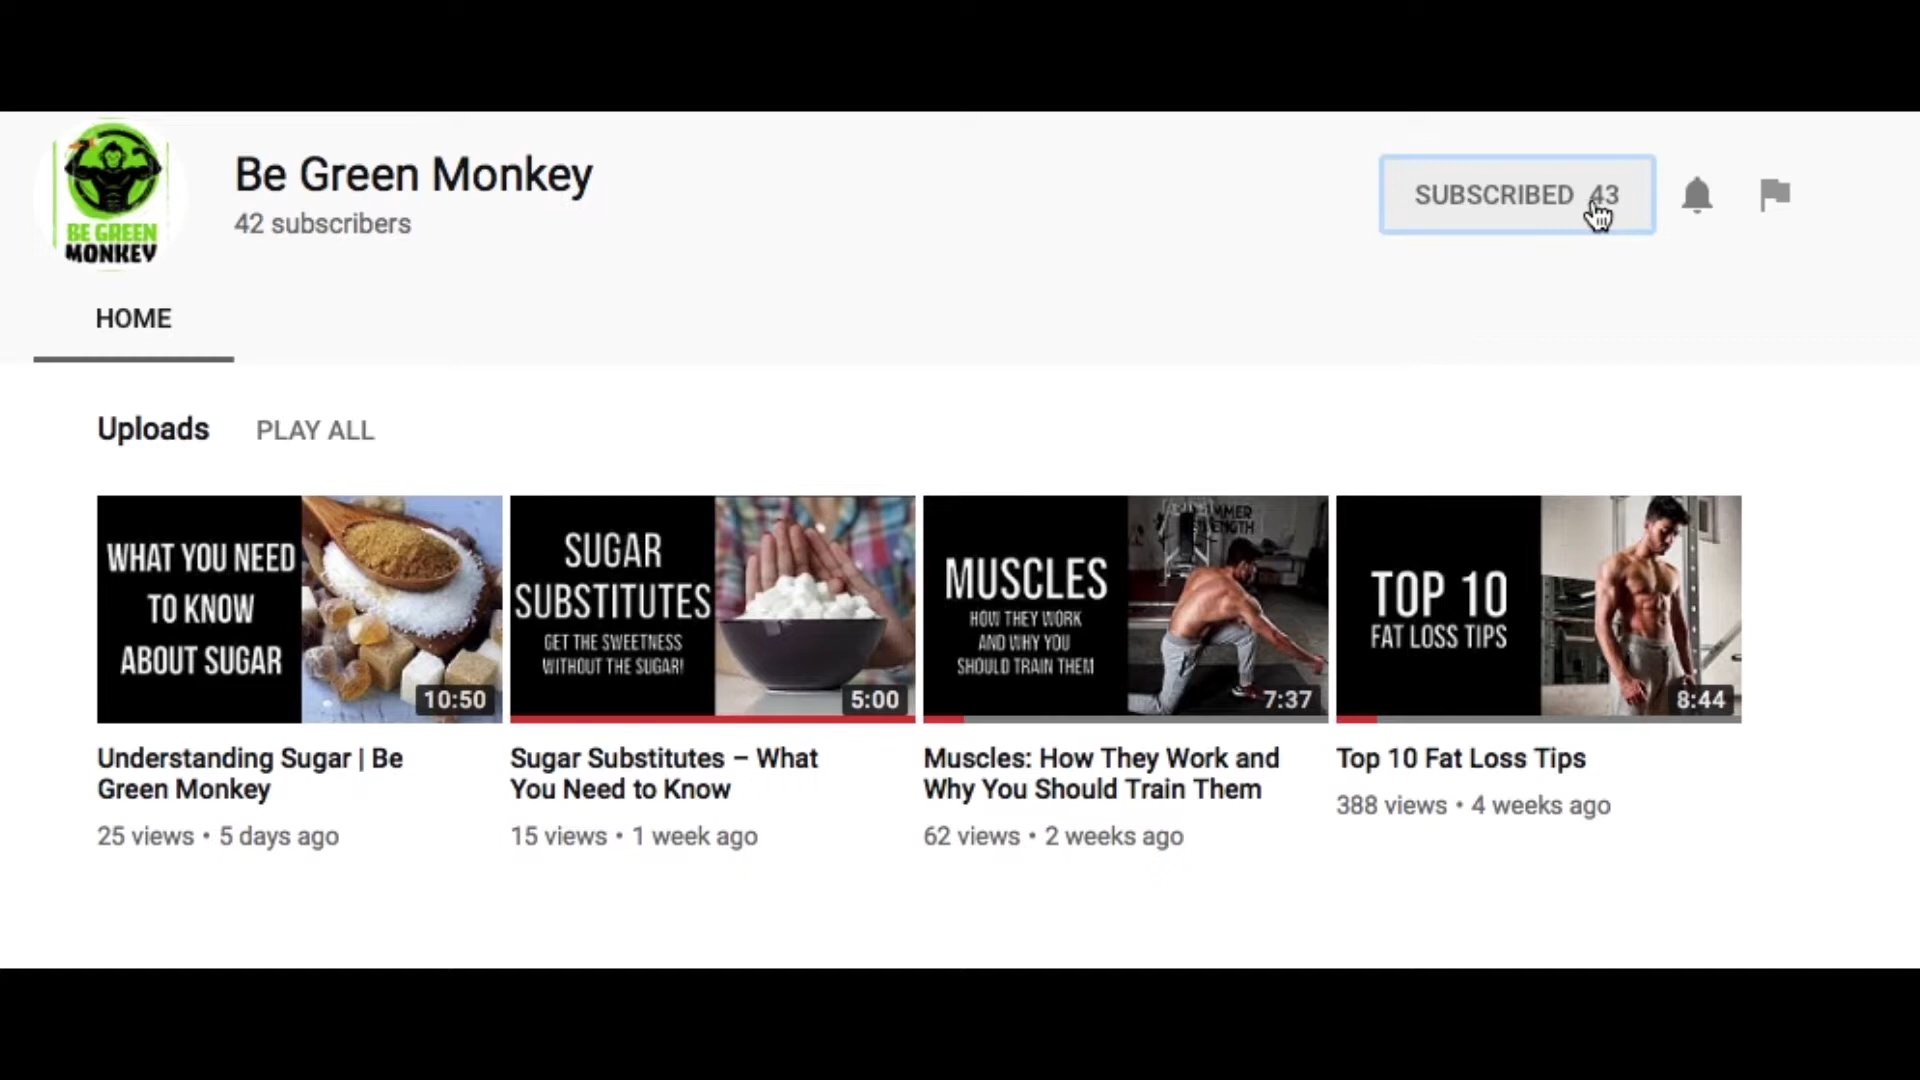 Be Green Monkey
42 subscribers
SUBSCRIBED 43
BE GREEN
MONKEY
HOME
Uploads PLAY ALL
WHAT YOU NEED
TO KNOW
ABOUT SUGAR
10:50
SUGAR
SUBSTITUTES
GET THE SWEETNESS
WITHOUT THE SUGAR!
5:00
MUSCLES
HOW THEY WORK
AND WHY YOU
SHOULD TRAIN THEM
7:37
TOP 10
FAT LOSS TIPS
8:44
Understanding Sugar | Be
Green Monkey
25 views • 5 days ago
Sugar Substitutes – What
You Need to Know
15 views • 1 week ago
Muscles: How They Work and
Why You Should Train Them
62 views • 2 weeks ago
Top 10 Fat Loss Tips
388 views • 4 weeks ago